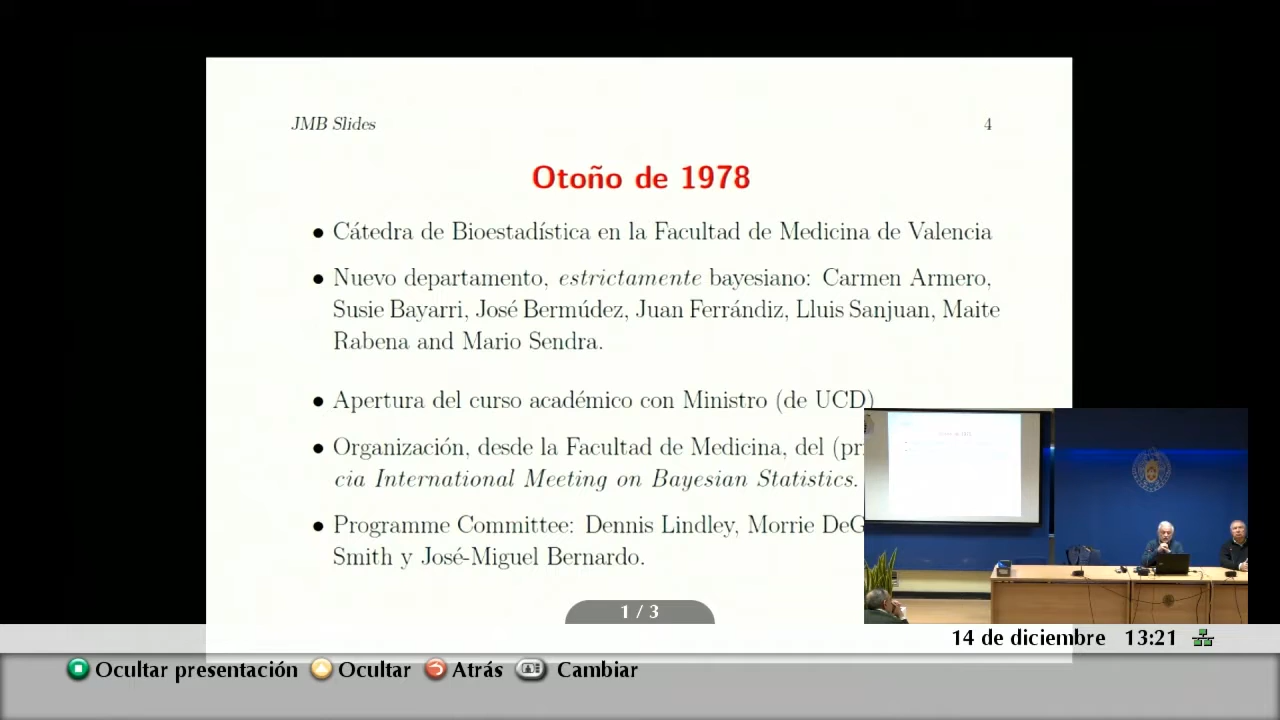 JMB Slides 4
Otoño de 1978
• Cátedra de Bioestadística en la Facultad de Medicina de Valencia
• Nuevo departamento, estrictamente bayesiano: Carmen Armero,
Susie Bayarri, José Bermúdez, Juan Ferrándiz, Lluis Sanjuan, Maite
Rabena and Mario Sendra.
• Apertura del curso académico con Ministro (de UCD)
• Organización, desde la Facultad de Medicina, del (pr
cia International Meeting on Bayesian Statistics.
• Programme Committee: Dennis Lindley, Morrie DeG
Smith y José-Miguel Bernardo.
1 / 3
14 de diciembre 13:21
Ocultar presentación Ocultar Atrás Cambiar